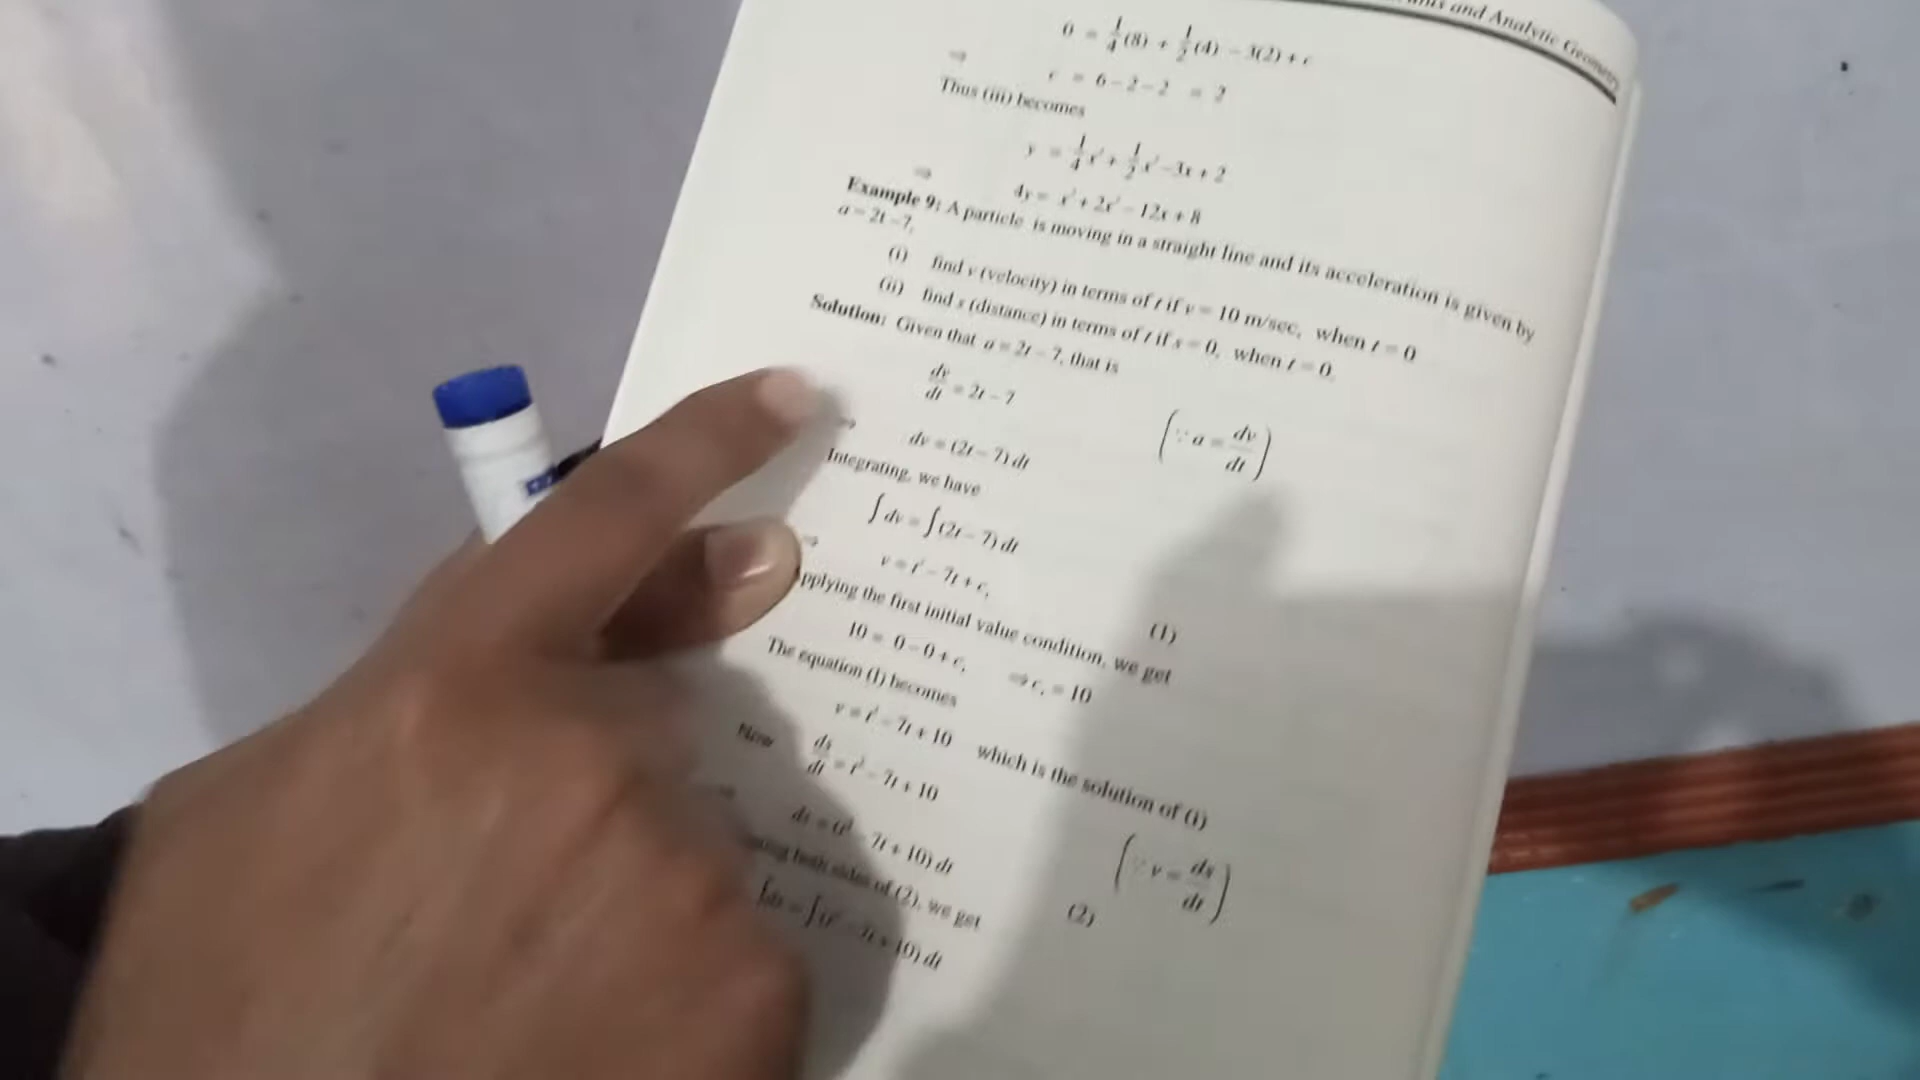 and Analytic Geometry
0 = 1/4 (8) + 1/2 (4) – 3(2) + c
⇒ c = 6 – 2 – 2 = 2
Thus (iii) becomes
y = 1/4 x³ + 1/2 x² – 3x + 2
⇒ 4y = x³ + 2x² – 12x + 8
Example 9: A particle is moving in a straight line and its acceleration is given by
a = 2t – 7,
(i) find v (velocity) in terms of t if v = 10 m/sec, when t = 0
(ii) find s (distance) in terms of t if s = 0, when t = 0.
Solution: Given that a = 2t – 7, that is
dv/dt = 2t – 7 (∵ a = dv/dt)
⇒ dv = (2t – 7) dt
Integrating, we have
∫ dv = ∫ (2t – 7) dt
⇒ v = t² – 7t + c₁ (1)
pplying the first initial value condition, we get
10 = 0 – 0 + c₁ ⇒ c₁ = 10
The equation (1) becomes
v = t² – 7t + 10 which is the solution of (i)
Now ds/dt = t² – 7t + 10 (∵ v = ds/dt)
⇒ ds = (t² – 7t + 10) dt (2)
both sides of (2), we get
∫ds = ∫(t² – 7t + 10) dt